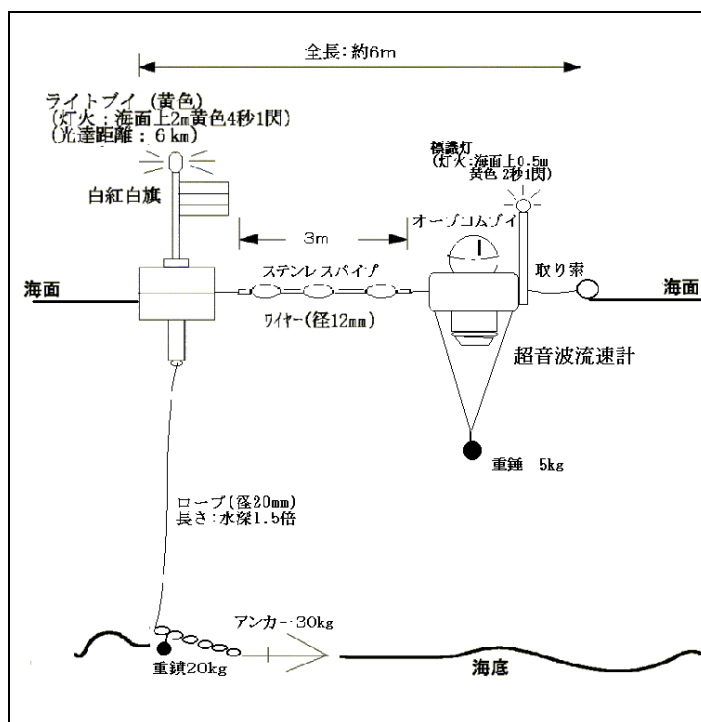 全長：約6m
ライトブイ (黄色)
(灯火：海面上2m黄色4秒1閃)
(光達距離：6km)
標識灯
(灯火:海面上0.5m
黄色 2秒1閃)
白紅白旗
オーブコムブイ
3m
ステンレスパイプ
取り索
海面
海面
ワイヤー(径12mm)
超音波流速計
重錘 5kg
ロープ(径20mm)
長さ：水深1.5倍
アンカー30kg
重鎖20kg
海底